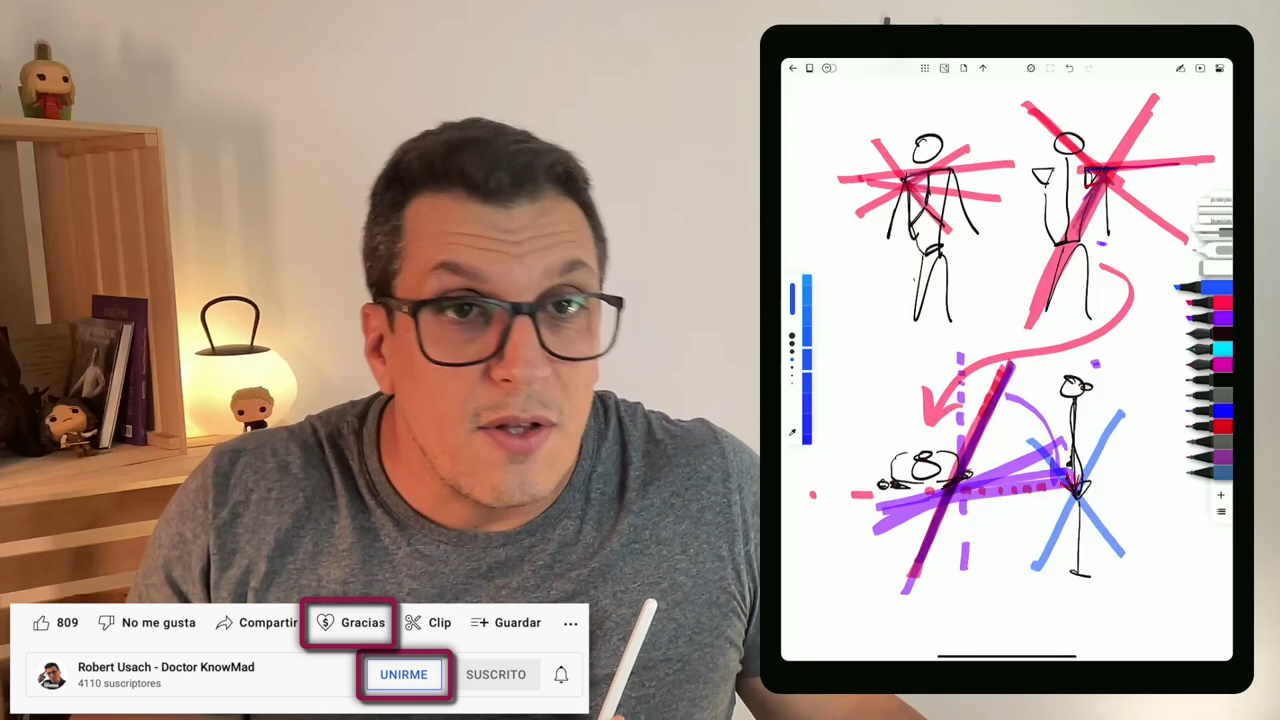 809
No me gusta
Compartir
Gracias
Clip
Guardar
Robert Usach - Doctor KnowMad
4110 suscriptores
UNIRME
SUSCRITO